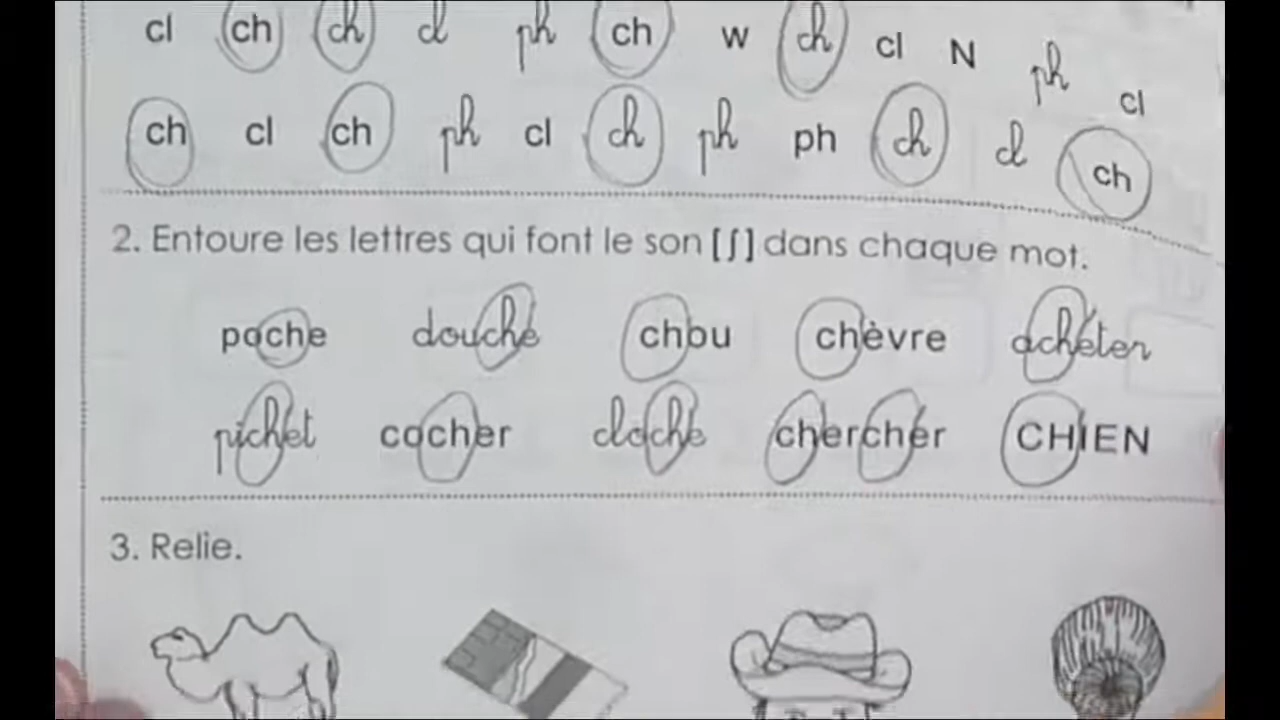 cl ch ch cl ph ch w ch cl N ph cl
ch cl ch ph cl ch ph ph ch cl ch
2. Entoure les lettres qui font le son [ʃ] dans chaque mot.
poche douche chou chèvre acheter
pichet cocher cloche chercher CHIEN
3. Relie.